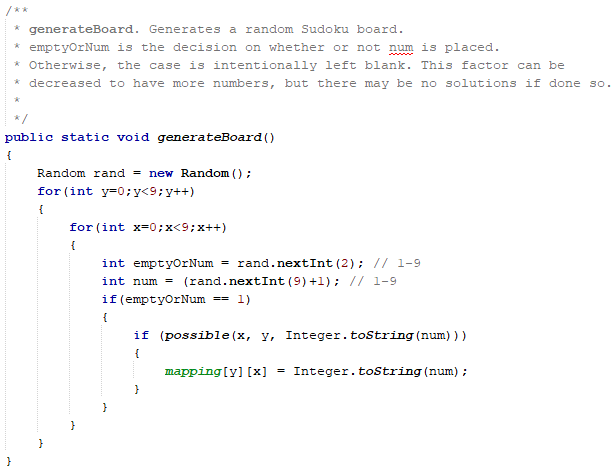 /**
 * generateBoard. Generates a random Sudoku board.
 * emptyOrNum is the decision on whether or not num is placed.
 * Otherwise, the case is intentionally left blank. This factor can be
 * decreased to have more numbers, but there may be no solutions if done so.
 *
 */
public static void generateBoard()
{
    Random rand = new Random();
    for(int y=0;y<9;y++)
    {
        for(int x=0;x<9;x++)
        {
            int emptyOrNum = rand.nextInt(2); // 1-9
            int num = (rand.nextInt(9)+1); // 1-9
            if(emptyOrNum == 1)
            {
                if (possible(x, y, Integer.toString(num)))
                {
                    mapping[y][x] = Integer.toString(num);
                }
            }
        }
    }
}